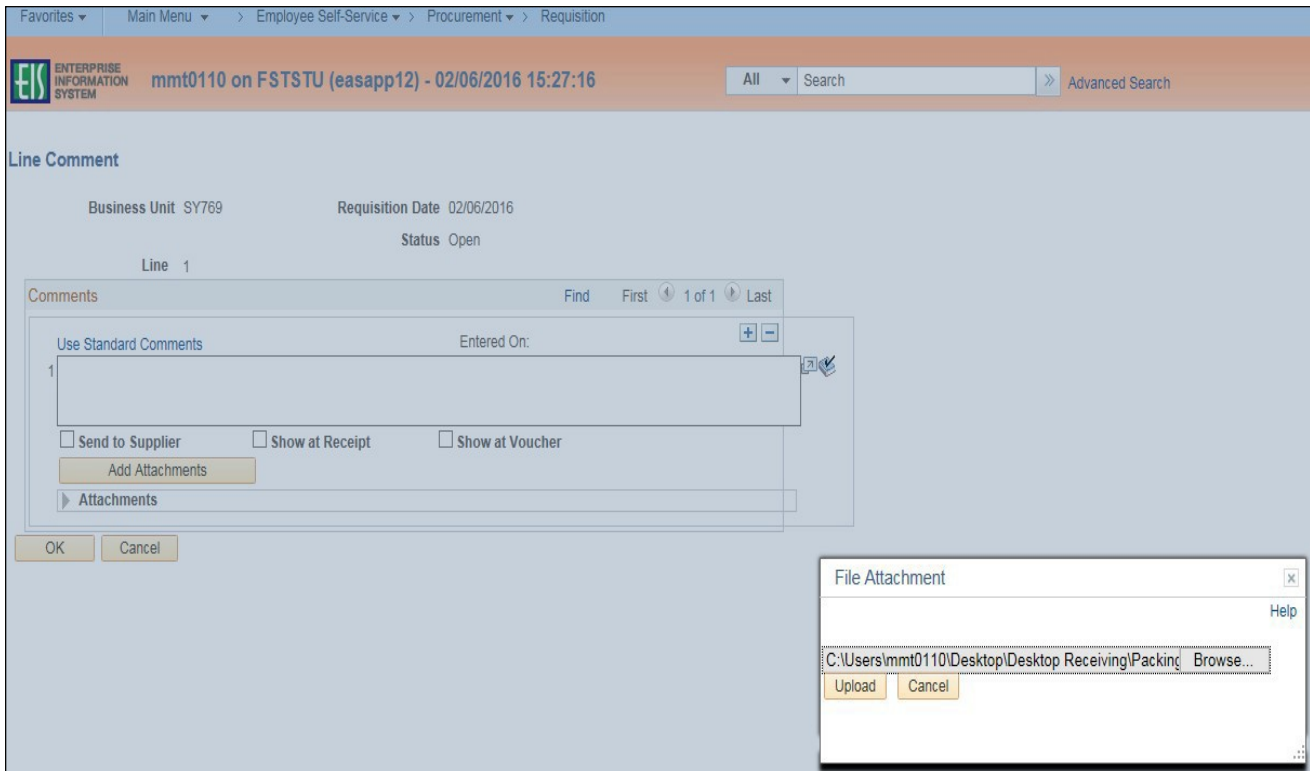 Favorites Main Menu > Employee Self-Service > Procurement > Requisition
EIS ENTERPRISE INFORMATION SYSTEM
mmt0110 on FSTSTU (easapp12) - 02/06/2016 15:27:16
All Search » Advanced Search
Line Comment
Business Unit SY769 Requisition Date 02/06/2016
Status Open
Line 1
Comments Find First 1 of 1 Last
Use Standard Comments Entered On: + -
1
Send to Supplier Show at Receipt Show at Voucher
Add Attachments
Attachments
OK Cancel
File Attachment x
Help
C:\Users\mmt0110\Desktop\Desktop Receiving\Packing Browse...
Upload Cancel